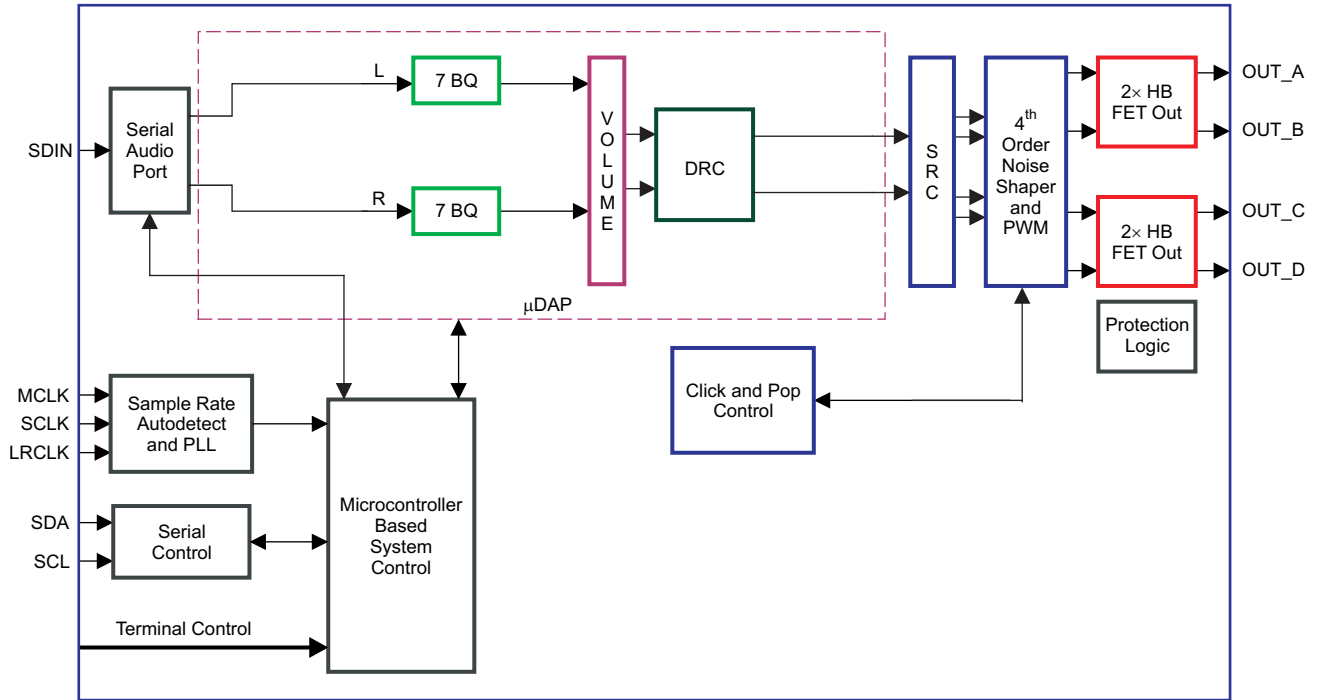 SDIN
Serial
Audio
Port
L
7 BQ
R
7 BQ
V
O
L
U
M
E
DRC
μDAP
S
R
C
4th
Order
Noise
Shaper
and
PWM
2× HB
FET Out
2× HB
FET Out
OUT_A
OUT_B
OUT_C
OUT_D
Protection
Logic
Click and Pop
Control
MCLK
SCLK
LRCLK
Sample Rate
Autodetect
and PLL
SDA
SCL
Serial
Control
Microcontroller
Based
System
Control
Terminal Control